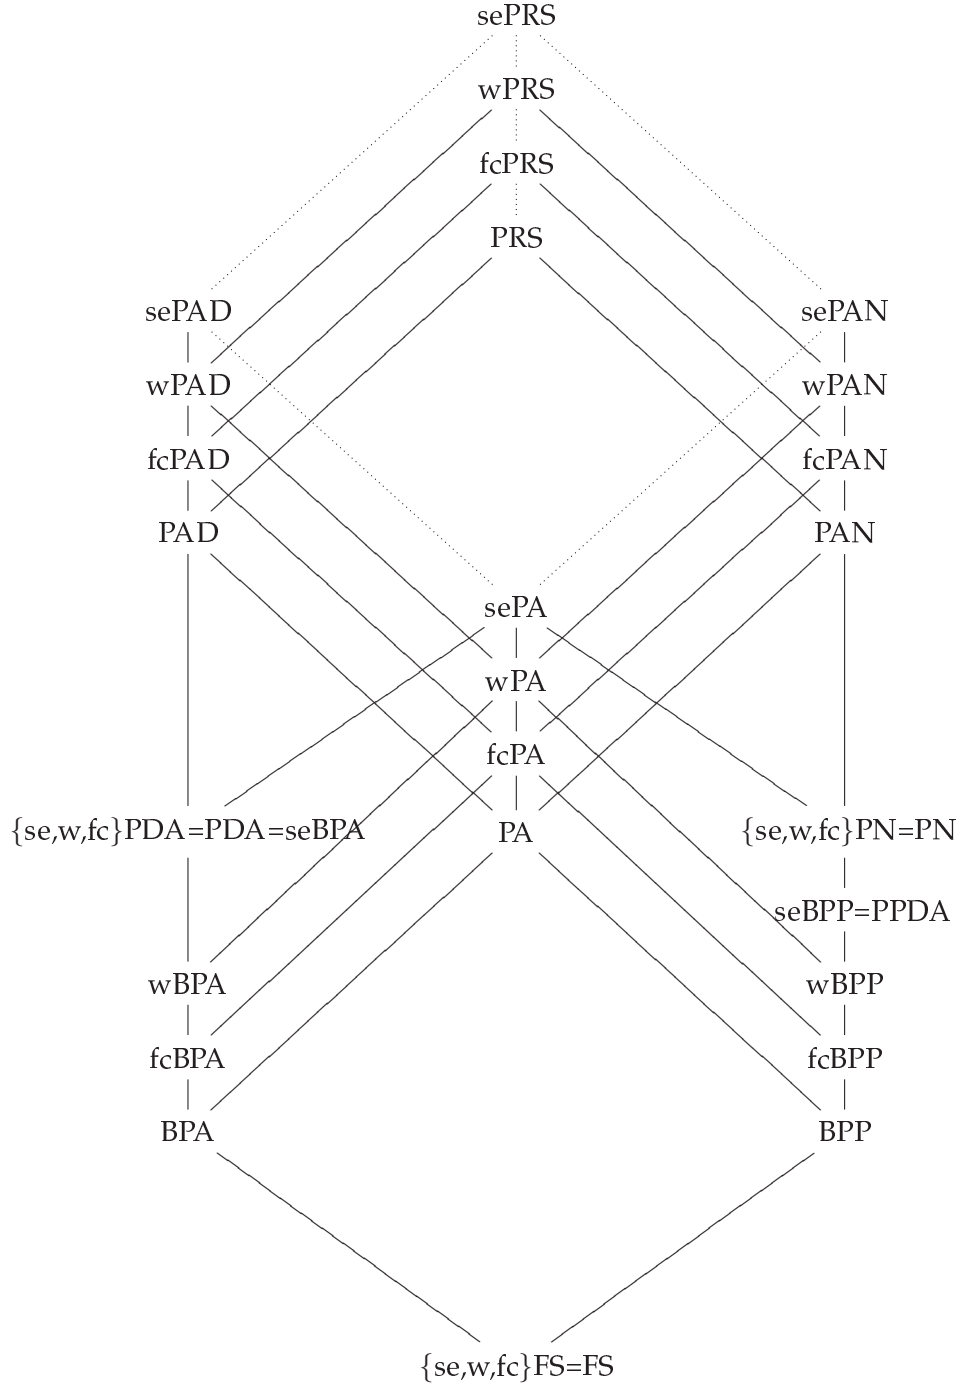 sePRS
wPRS
fcPRS
PRS
sePAD sePAN
wPAD wPAN
fcPAD fcPAN
PAD PAN
sePA
wPA
fcPA
{se,w,fc}PDA=PDA=seBPA PA {se,w,fc}PN=PN
seBPP=PPDA
wBPA wBPP
fcBPA fcBPP
BPA BPP
{se,w,fc}FS=FS